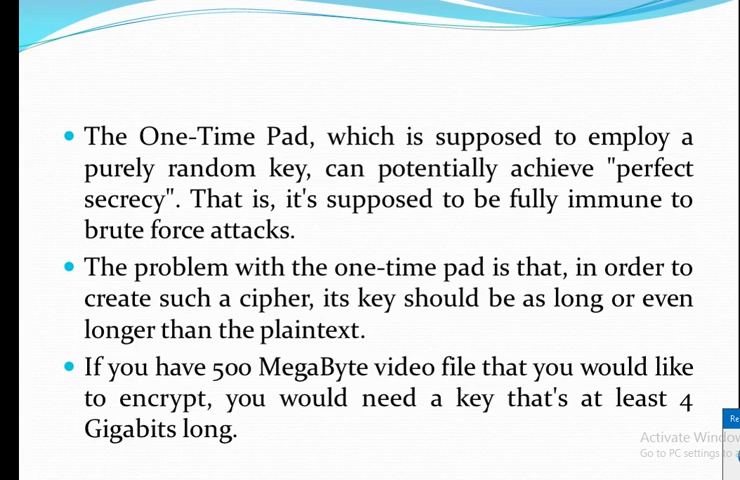 The One-Time Pad, which is supposed to employ a
purely random key, can potentially achieve "perfect
secrecy". That is, it's supposed to be fully immune to
brute force attacks.
The problem with the one-time pad is that, in order to
create such a cipher, its key should be as long or even
longer than the plaintext.
If you have 500 MegaByte video file that you would like
to encrypt, you would need a key that's at least 4
Gigabits long.
Re
Activate Window
Go to PC settings to a